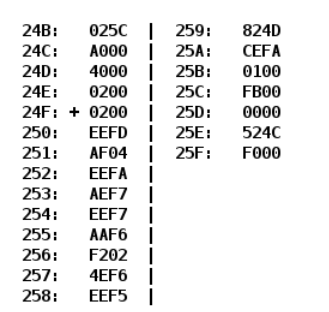 24B: 025C | 259: 824D
24C: A000 | 25A: CEFA
24D: 4000 | 25B: 0100
24E: 0200 | 25C: FB00
24F: + 0200 | 25D: 0000
250: EEFD | 25E: 524C
251: AF04 | 25F: F000
252: EEFA |
253: AEF7 |
254: EEF7 |
255: AAF6 |
256: F202 |
257: 4EF6 |
258: EEF5 |